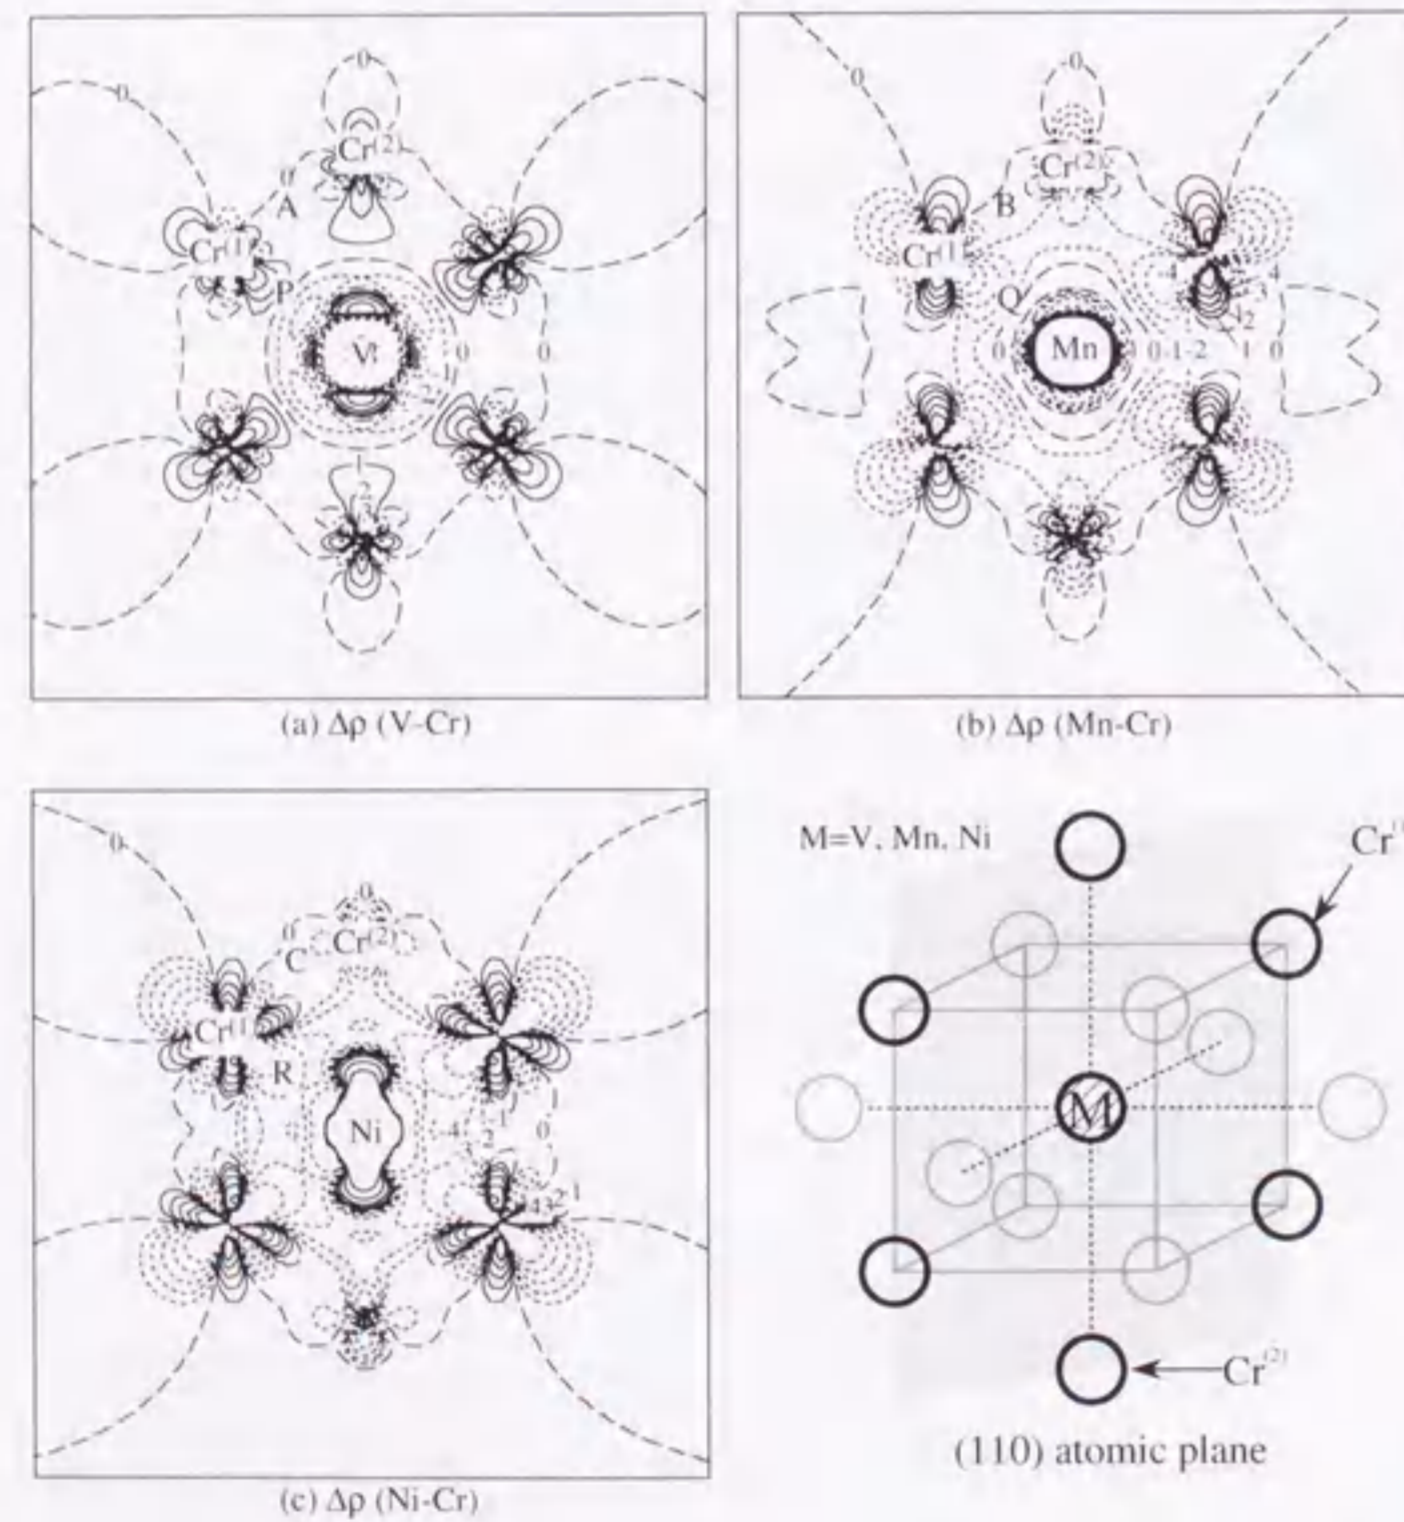 0
0
Cr(2)
0
A
Cr(1)
P
V
0
0
1
2
1
2
(a) Δρ (V-Cr)
0
0
Cr(2)
B
Cr(1)
Q
4
4
2
0
Mn
0-1-2
1
0
(b) Δρ (Mn-Cr)
0
0
0
C
Cr(2)
Cr(1)
R
Ni
-4
2
1
1
0
4
2
1
(c) Δρ (Ni-Cr)
M=V, Mn, Ni
Cr
M
Cr(2)
(110) atomic plane